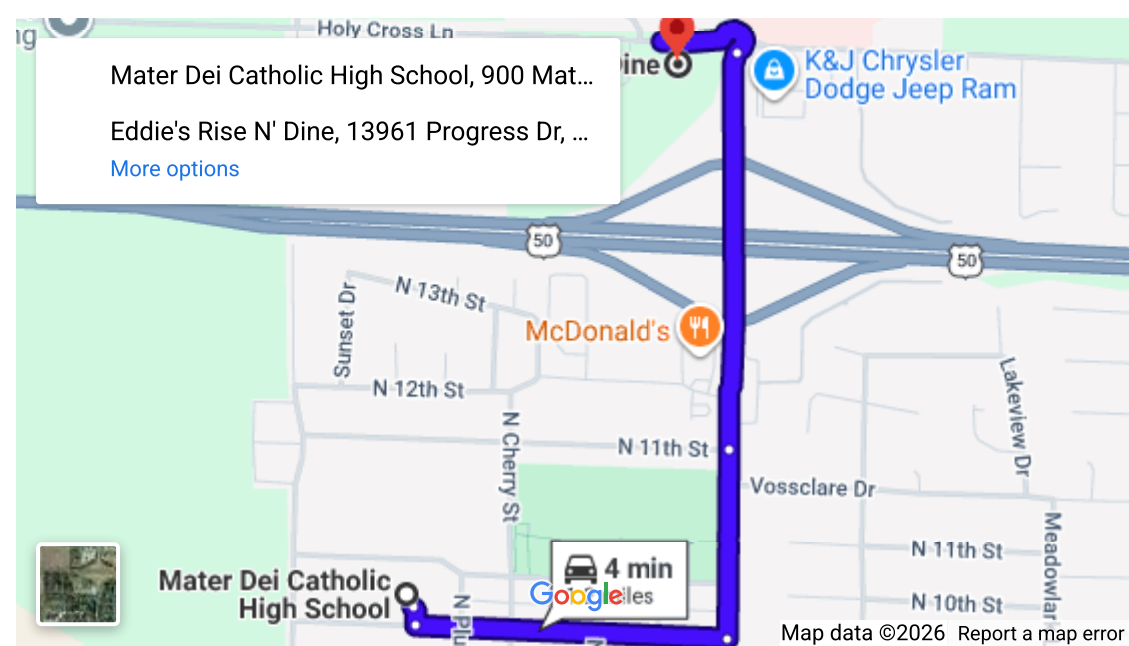 Holy Cross Ln
Mater Dei Catholic High School, 900 Mat...
Eddie's Rise N' Dine, 13961 Progress Dr, ...
More options
K&J Chrysler
Dodge Jeep Ram
50
50
N 13th St
Sunset Dr
McDonald's
N 12th St
Lakeview Dr
N Cherry St
N 11th St
Vossclare Dr
N 11th St
Meadowlar
4 min
Google
Mater Dei Catholic
High School
N 10th St
N Plu
N
Map data ©2026
Report a map error